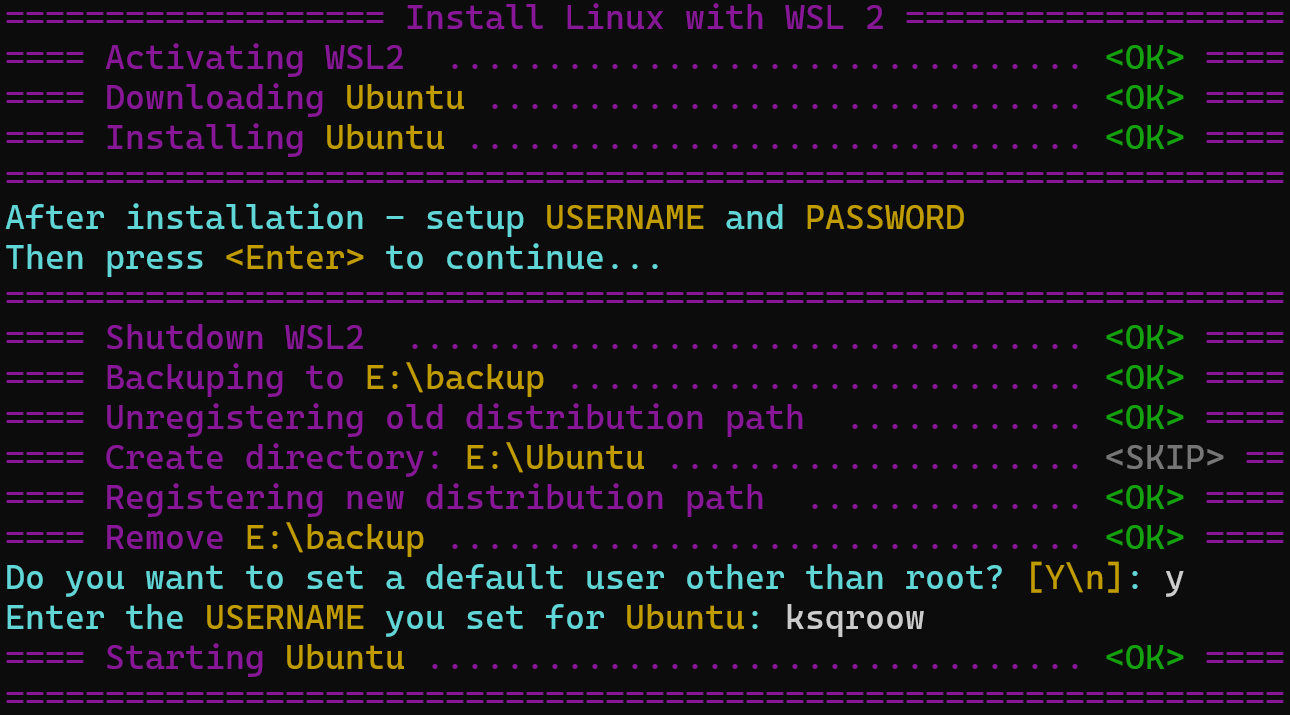 =================== Install Linux with WSL 2 ===================
==== Activating WSL2  ................................ <OK> ====
==== Downloading Ubuntu .............................. <OK> ====
==== Installing Ubuntu ............................... <OK> ====
================================================================
After installation - setup USERNAME and PASSWORD
Then press <Enter> to continue...
================================================================
==== Shutdown WSL2  .................................. <OK> ====
==== Backuping to E:\backup .......................... <OK> ====
==== Unregistering old distribution path  ............ <OK> ====
==== Create directory: E:\Ubuntu ..................... <SKIP> ==
==== Registering new distribution path  .............. <OK> ====
==== Remove E:\backup ................................ <OK> ====
Do you want to set a default user other than root? [Y\n]: y
Enter the USERNAME you set for Ubuntu: ksqroow
==== Starting Ubuntu ................................. <OK> ====
================================================================